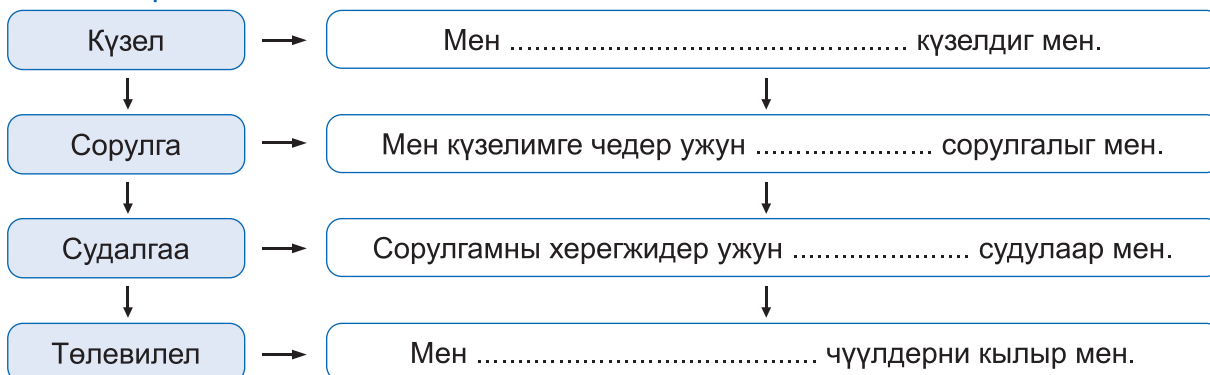 Күзел
Мен ................................................ күзелдиг мен.
Сорулга
Мен күзелимге чедер ужун ..................... сорулгалыг мен.
Судалгаа
Сорулгамны херегжидер ужун ..................... судулаар мен.
Төлевилел
Мен ......................................... чүүлдерни кылыр мен.